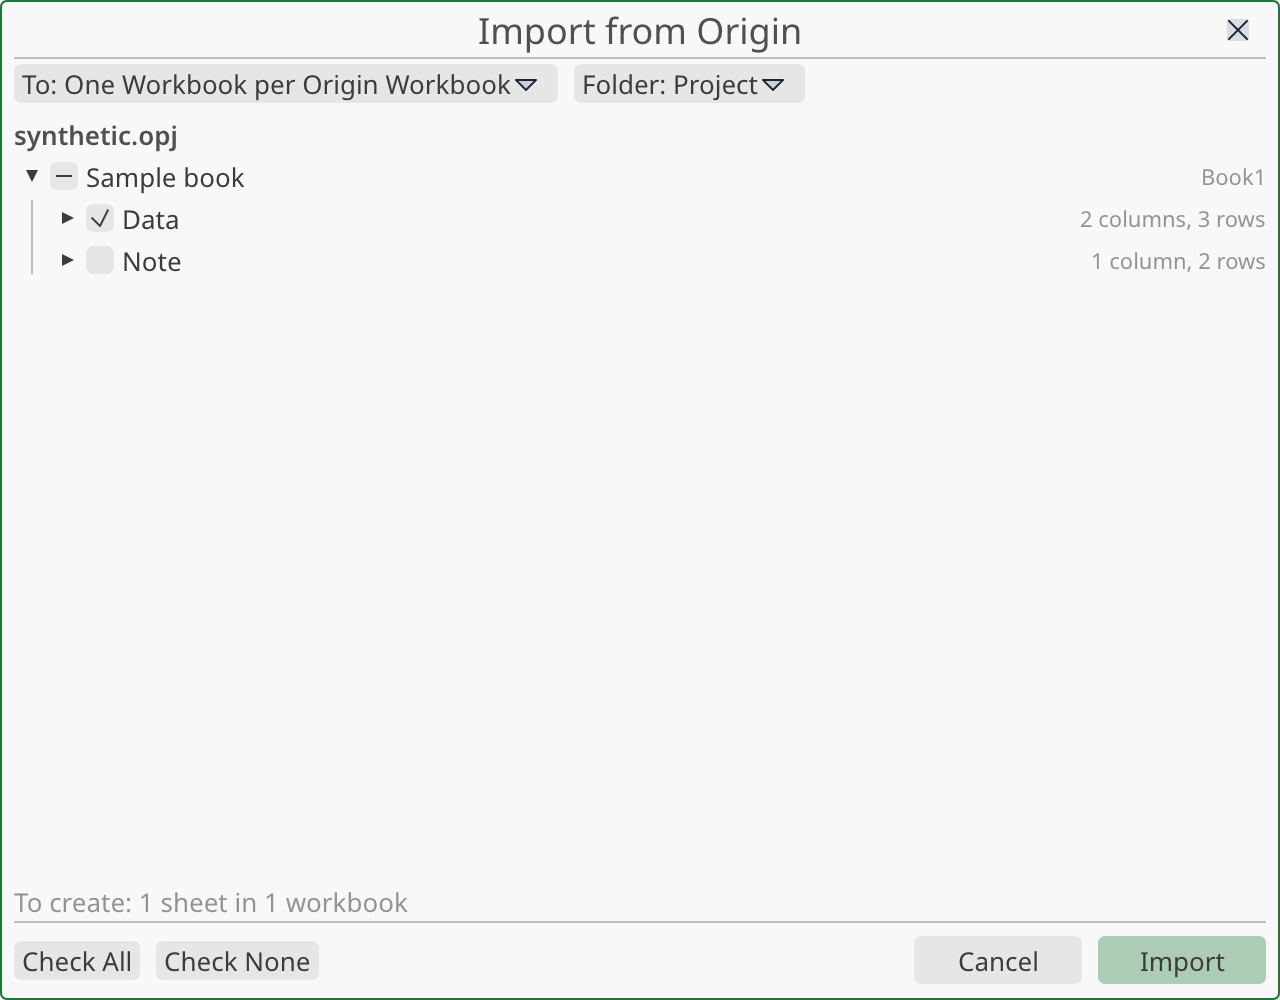 Import from Origin
To: One Workbook per Origin Workbook
Folder: Project
synthetic.opj
Sample book
Book1
Data
2 columns, 3 rows
Note
1 column, 2 rows
To create: 1 sheet in 1 workbook
Check All
Check None
Cancel
Import